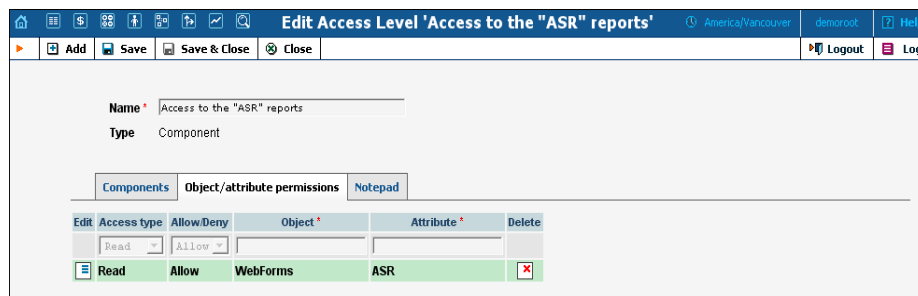 Edit Access Level 'Access to the "ASR" reports' America/Vancouver demoroot Hel
Add Save Save & Close Close Logout Log
Name * Access to the "ASR" reports
Type Component
Components Object/attribute permissions Notepad
Edit Access type Allow/Deny Object * Attribute * Delete
Read Allow
Read Allow WebForms ASR